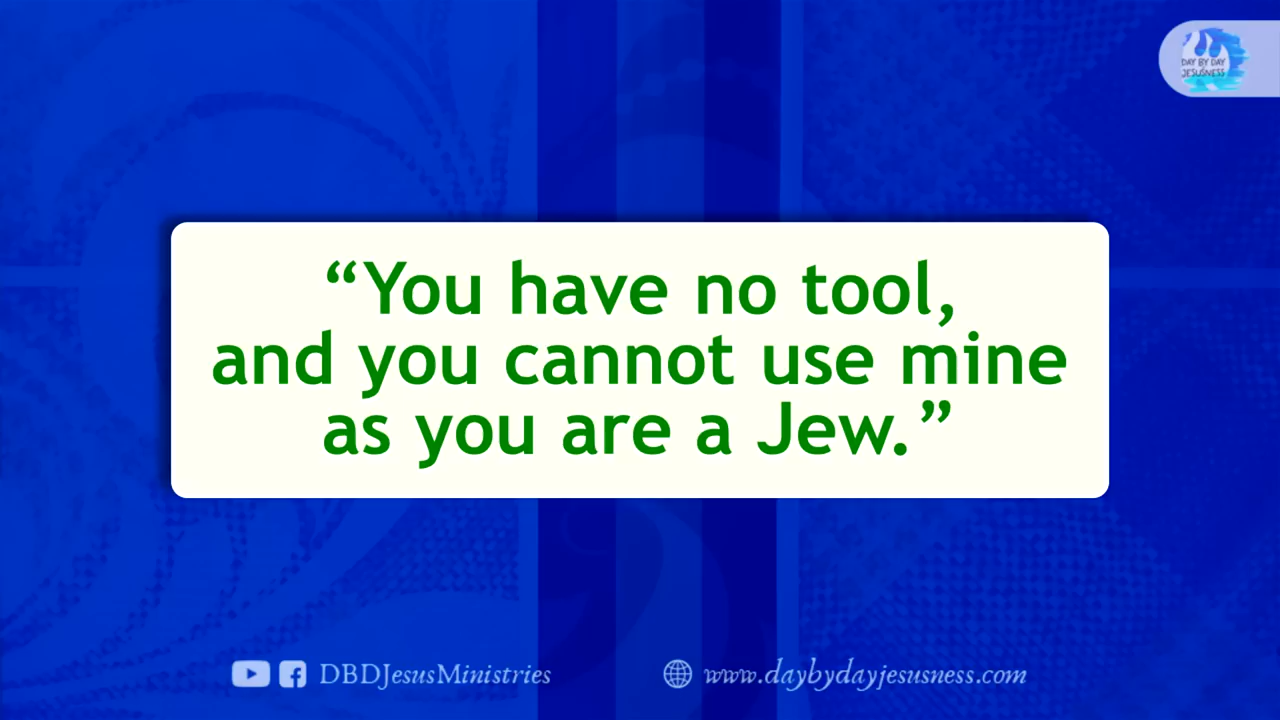 DAY BY DAY
JESUSNESS
“You have no tool,
and you cannot use mine
as you are a Jew.”
DBDJesusMinistries
www.daybydayjesusness.com